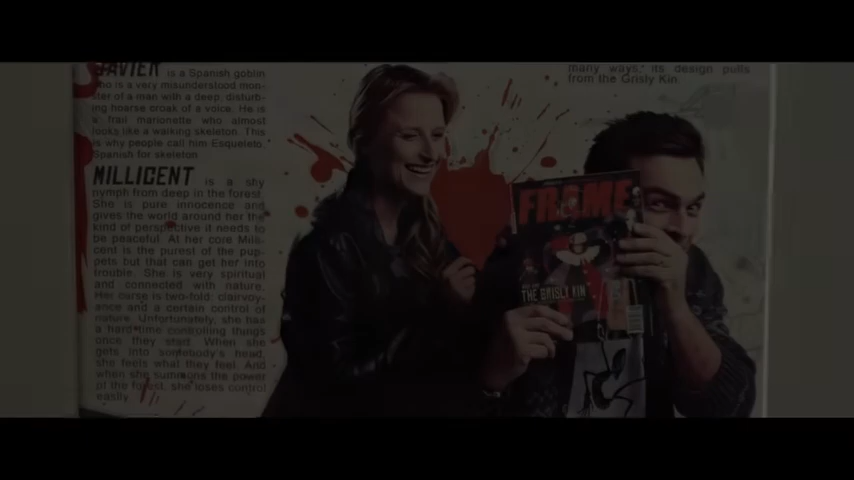 JAVIER is a Spanish goblin
who is a very misunderstood mon-
ster of a man with a deep disturb-
ing hoarse croak of a voice. He is
a frail marionette who almost
looks like a walking skeleton. This
is why people call him Esqueleto.
Spanish for skeleton
MILLICENT is a shy
nymph from deep in the forest.
She is pure innocence and
gives the world around her the
kind of perspective it needs to
be peaceful. At her core Milli-
cent is the purest of the pup-
pets but that can get her into
trouble. She is very spiritual
and connected with nature.
Her curse is two-fold; clairvoy-
ance and a certain control of
nature. Unfortunately, she has
a hard time controlling things
once they start. When she
gets into somebody's head,
she feels what they feel. And
when she summons the power
of the forest, she loses control
easily.
many ways, its design pulls
from the Grisly Kin.
FRAME
THE GRISLY KIN